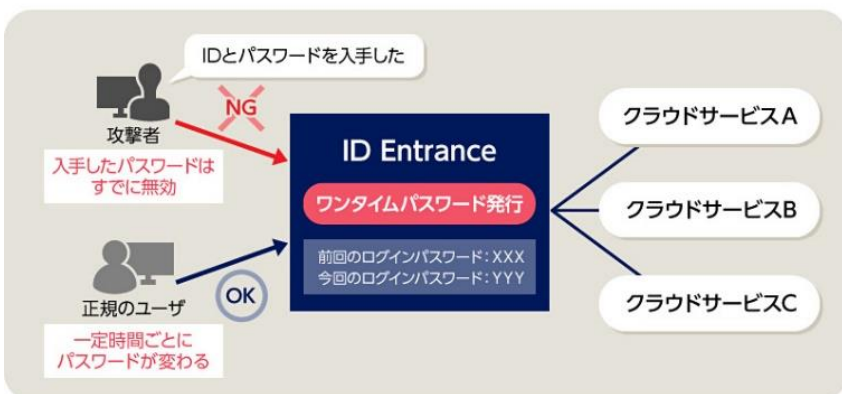 IDとパスワードを入手した
NG
攻撃者
入手したパスワードは
すでに無効
正規のユーザ
OK
一定時間ごとに
パスワードが変わる
ID Entrance
ワンタイムパスワード発行
前回のログインパスワード:XXX
今回のログインパスワード:YYY
クラウドサービスA
クラウドサービスB
クラウドサービスC